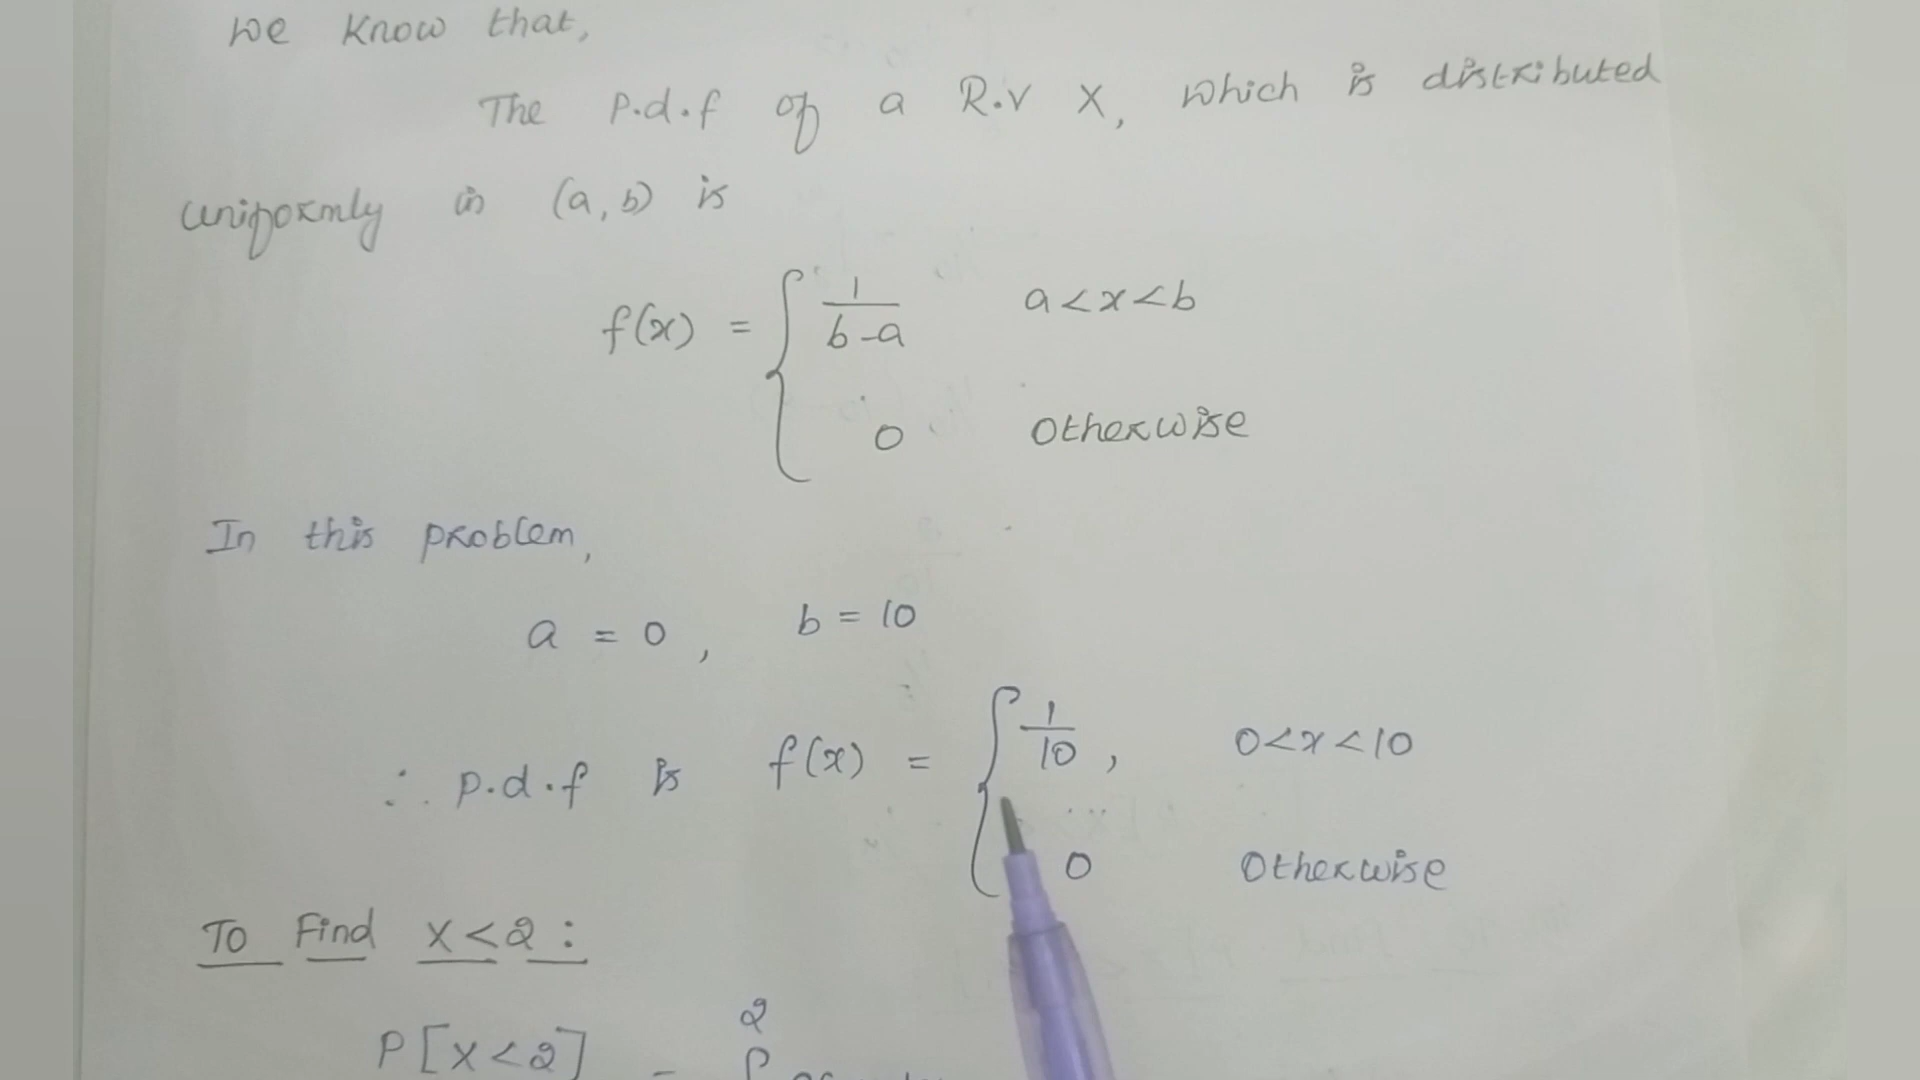 we know that,
The p.d.f of a R.V X, which is distributed
uniformly in (a, b) is
f(x) = { 1/(b-a) a<x<b
0 otherwise
In this problem,
a = 0, b = 10
∴ p.d.f is f(x) = { 1/10, 0<x<10
0 Otherwise
To Find X<2 :
P[X<2] = ∫ 2